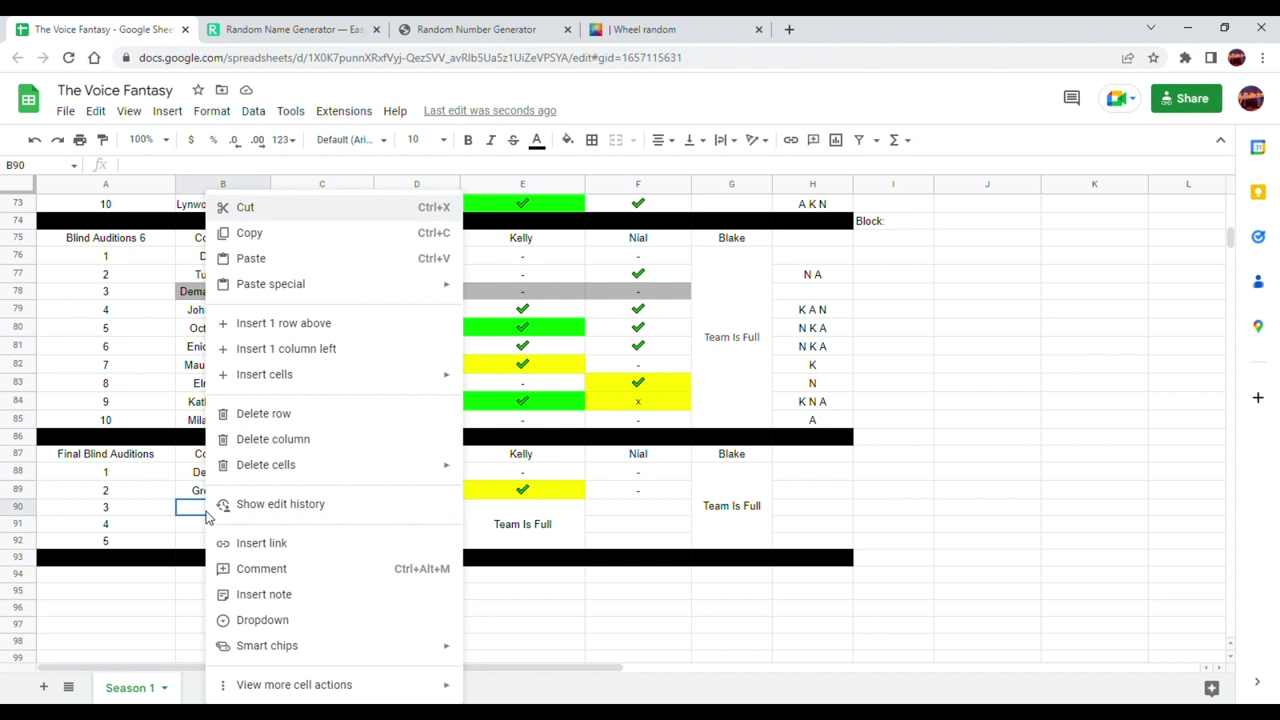 The Voice Fantasy - Google Shee
Random Name Generator — Eas
Random Number Generator
| Wheel random
docs.google.com/spreadsheets/d/1X0K7punnXRxfVyj-QezSVV_avRIb5Ua5z1UiZeVPSYA/edit#gid=1657115631
The Voice Fantasy
File Edit View Insert Format Data Tools Extensions Help Last edit was seconds ago
Share
100% $ % .0 .00 123 Default (Ari... 10 B I S A
B90 fx
A B C D E F G H I J K L
73 10 Lynwo ✔ ✔ A K N
74 Block:
75 Blind Auditions 6 Co Kelly Nial Blake
76 1 D - -
77 2 Tu - ✔ N A
78 3 Dema - -
79 4 Joh ✔ ✔ K A N
80 5 Oct ✔ ✔ N K A
81 6 Enic ✔ ✔ N K A
Team Is Full
82 7 Mau ✔ - K
83 8 Elr - ✔ N
84 9 Kat ✔ x K N A
85 10 Mila - - A
86
87 Final Blind Auditions Co Kelly Nial Blake
88 1 De - -
89 2 Gre ✔ -
90 3 Team Is Full
91 4 Team Is Full
92 5
93
94
95
96
97
98
99
Cut Ctrl+X
Copy Ctrl+C
Paste Ctrl+V
Paste special
Insert 1 row above
Insert 1 column left
Insert cells
Delete row
Delete column
Delete cells
Show edit history
Insert link
Comment Ctrl+Alt+M
Insert note
Dropdown
Smart chips
View more cell actions
Season 1